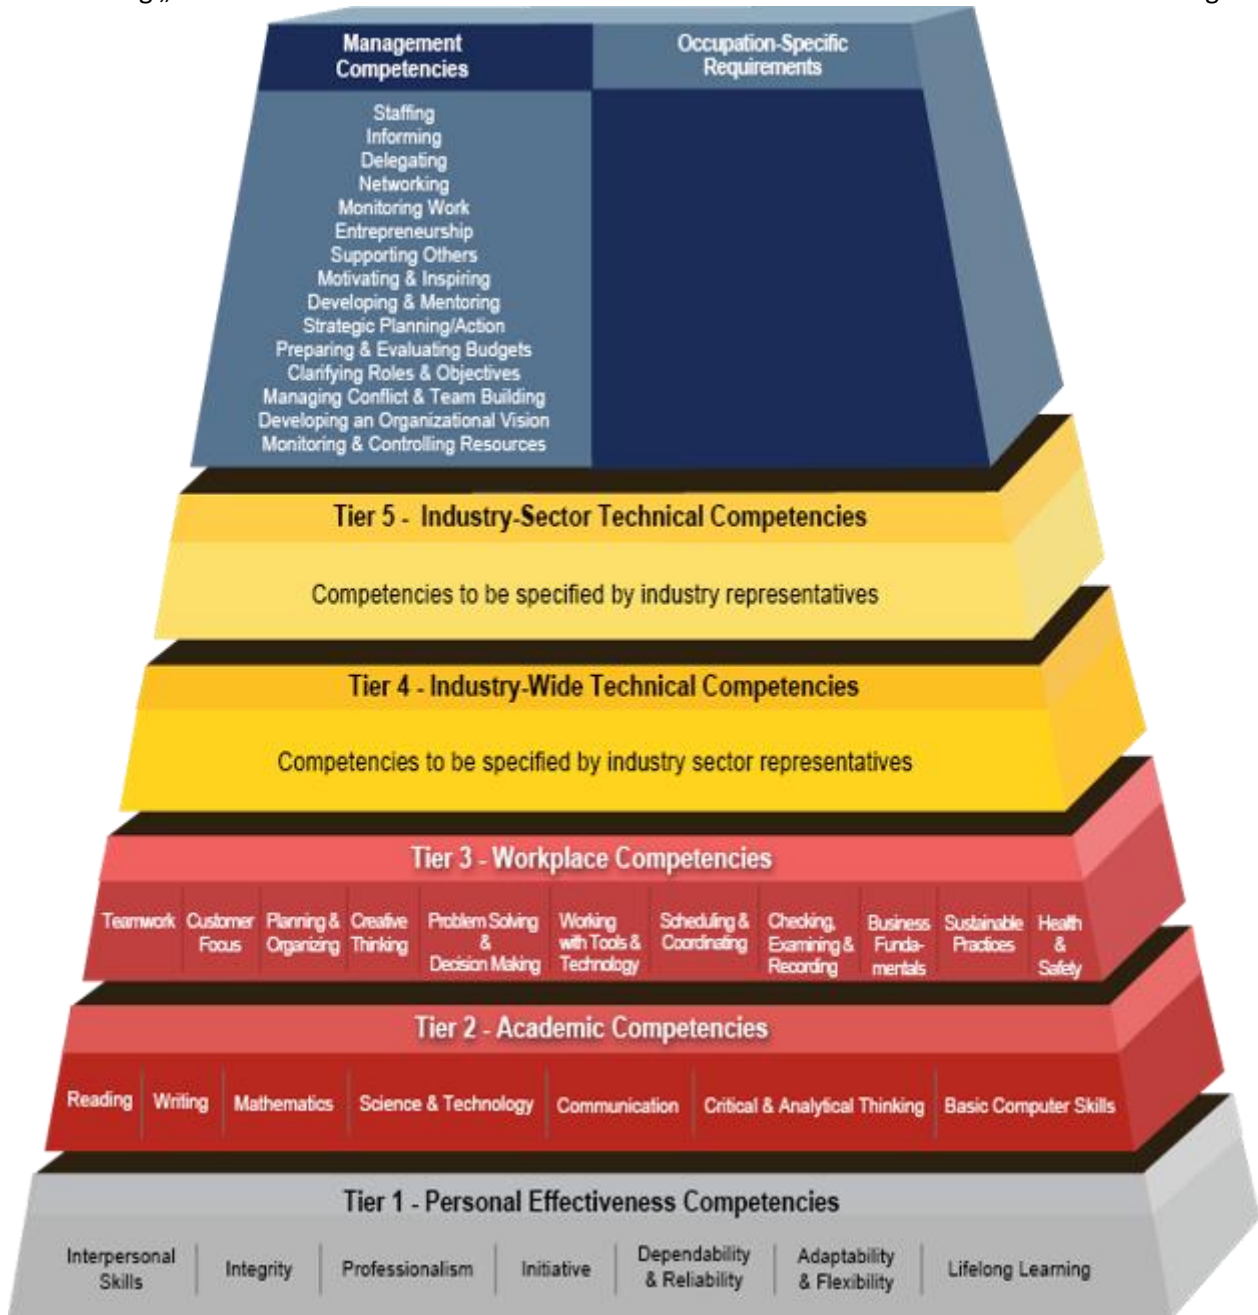 Management
Competencies
Occupation-Specific
Requirements
Staffing
Informing
Delegating
Networking
Monitoring Work
Entrepreneurship
Supporting Others
Motivating & Inspiring
Developing & Mentoring
Strategic Planning/Action
Preparing & Evaluating Budgets
Clarifying Roles & Objectives
Managing Conflict & Team Building
Developing an Organizational Vision
Monitoring & Controlling Resources
Tier 5 - Industry-Sector Technical Competencies
Competencies to be specified by industry representatives
Tier 4 - Industry-Wide Technical Competencies
Competencies to be specified by industry sector representatives
Tier 3 - Workplace Competencies
Teamwork
Customer
Focus
Planning &
Organizing
Creative
Thinking
Problem Solving
&
Decision Making
Working
with Tools &
Technology
Scheduling &
Coordinating
Checking,
Examining &
Recording
Business
Funda-
mentals
Sustainable
Practices
Health
&
Safety
Tier 2 - Academic Competencies
Reading
Writing
Mathematics
Science & Technology
Communication
Critical & Analytical Thinking
Basic Computer Skills
Tier 1 - Personal Effectiveness Competencies
Interpersonal
Skills
Integrity
Professionalism
Initiative
Dependability
& Reliability
Adaptability
& Flexibility
Lifelong Learning